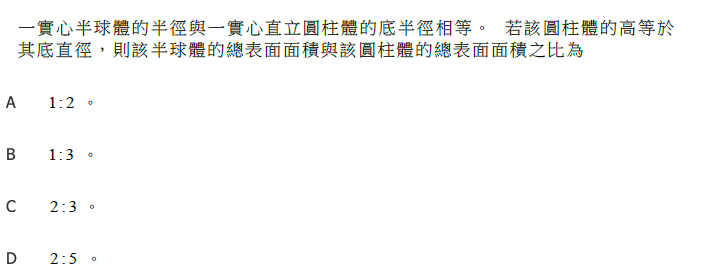 一實心半球體的半徑與一實心直立圓柱體的底半徑相等。 若該圓柱體的高等於
其底直徑，則該半球體的總表面面積與該圓柱體的總表面面積之比為
A 1:2 。
B 1:3 。
C 2:3 。
D 2:5 。